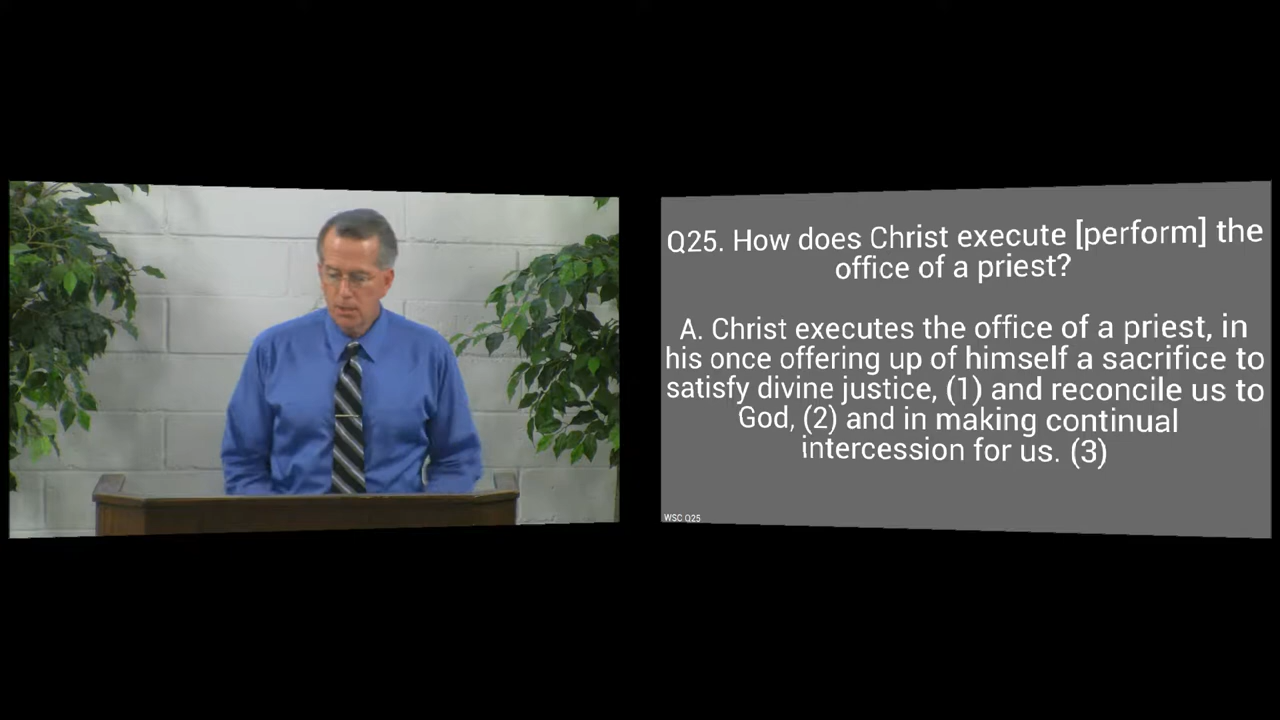 Q25. How does Christ execute [perform] the
office of a priest?
A. Christ executes the office of a priest, in
his once offering up of himself a sacrifice to
satisfy divine justice, (1) and reconcile us to
God, (2) and in making continual
intercession for us. (3)
WSC Q25